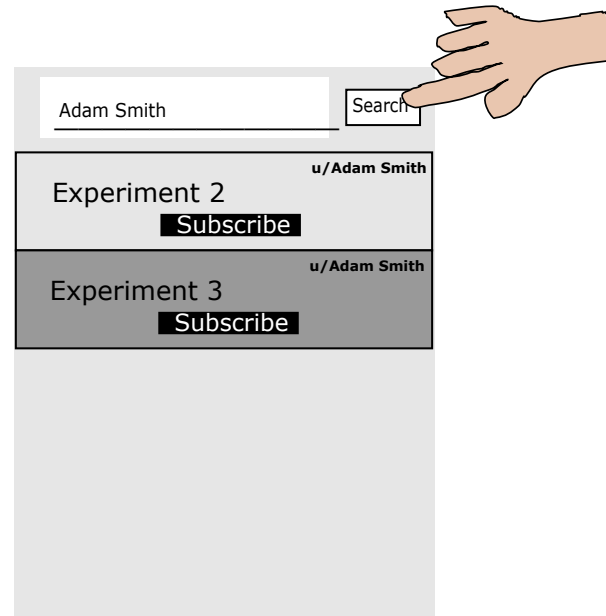 Adam Smith
Search
u/Adam Smith
Experiment 2
Subscribe
u/Adam Smith
Experiment 3
Subscribe